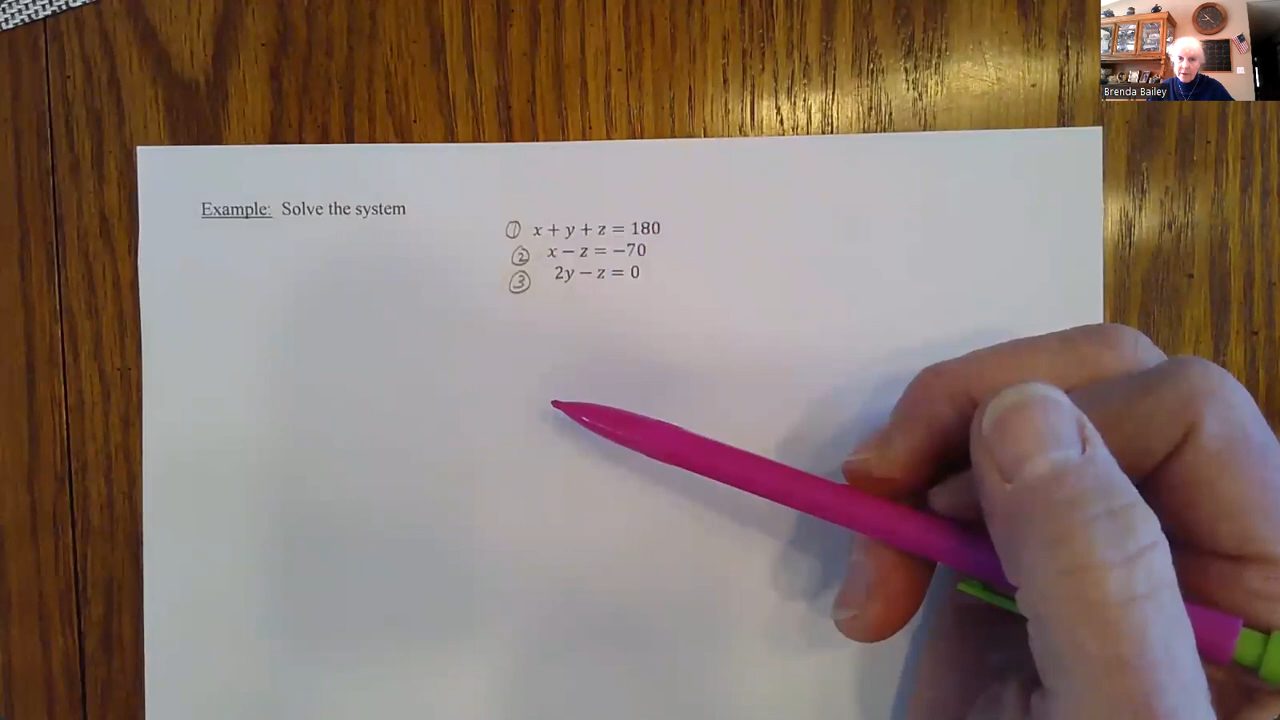 Brenda Bailey
Example: Solve the system
① x + y + z = 180
② x − z = −70
③ 2y − z = 0